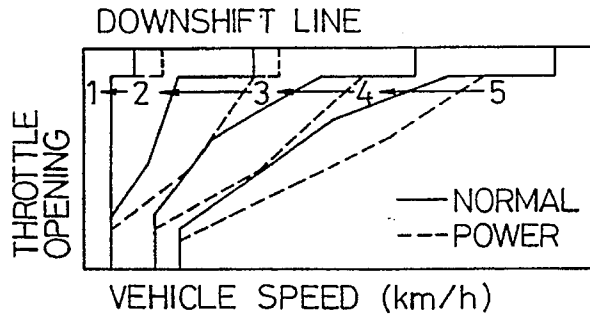 DOWNSHIFT LINE
1 2 3 4 5
THROTTLE
OPENING
NORMAL
POWER
VEHICLE SPEED (km/h)